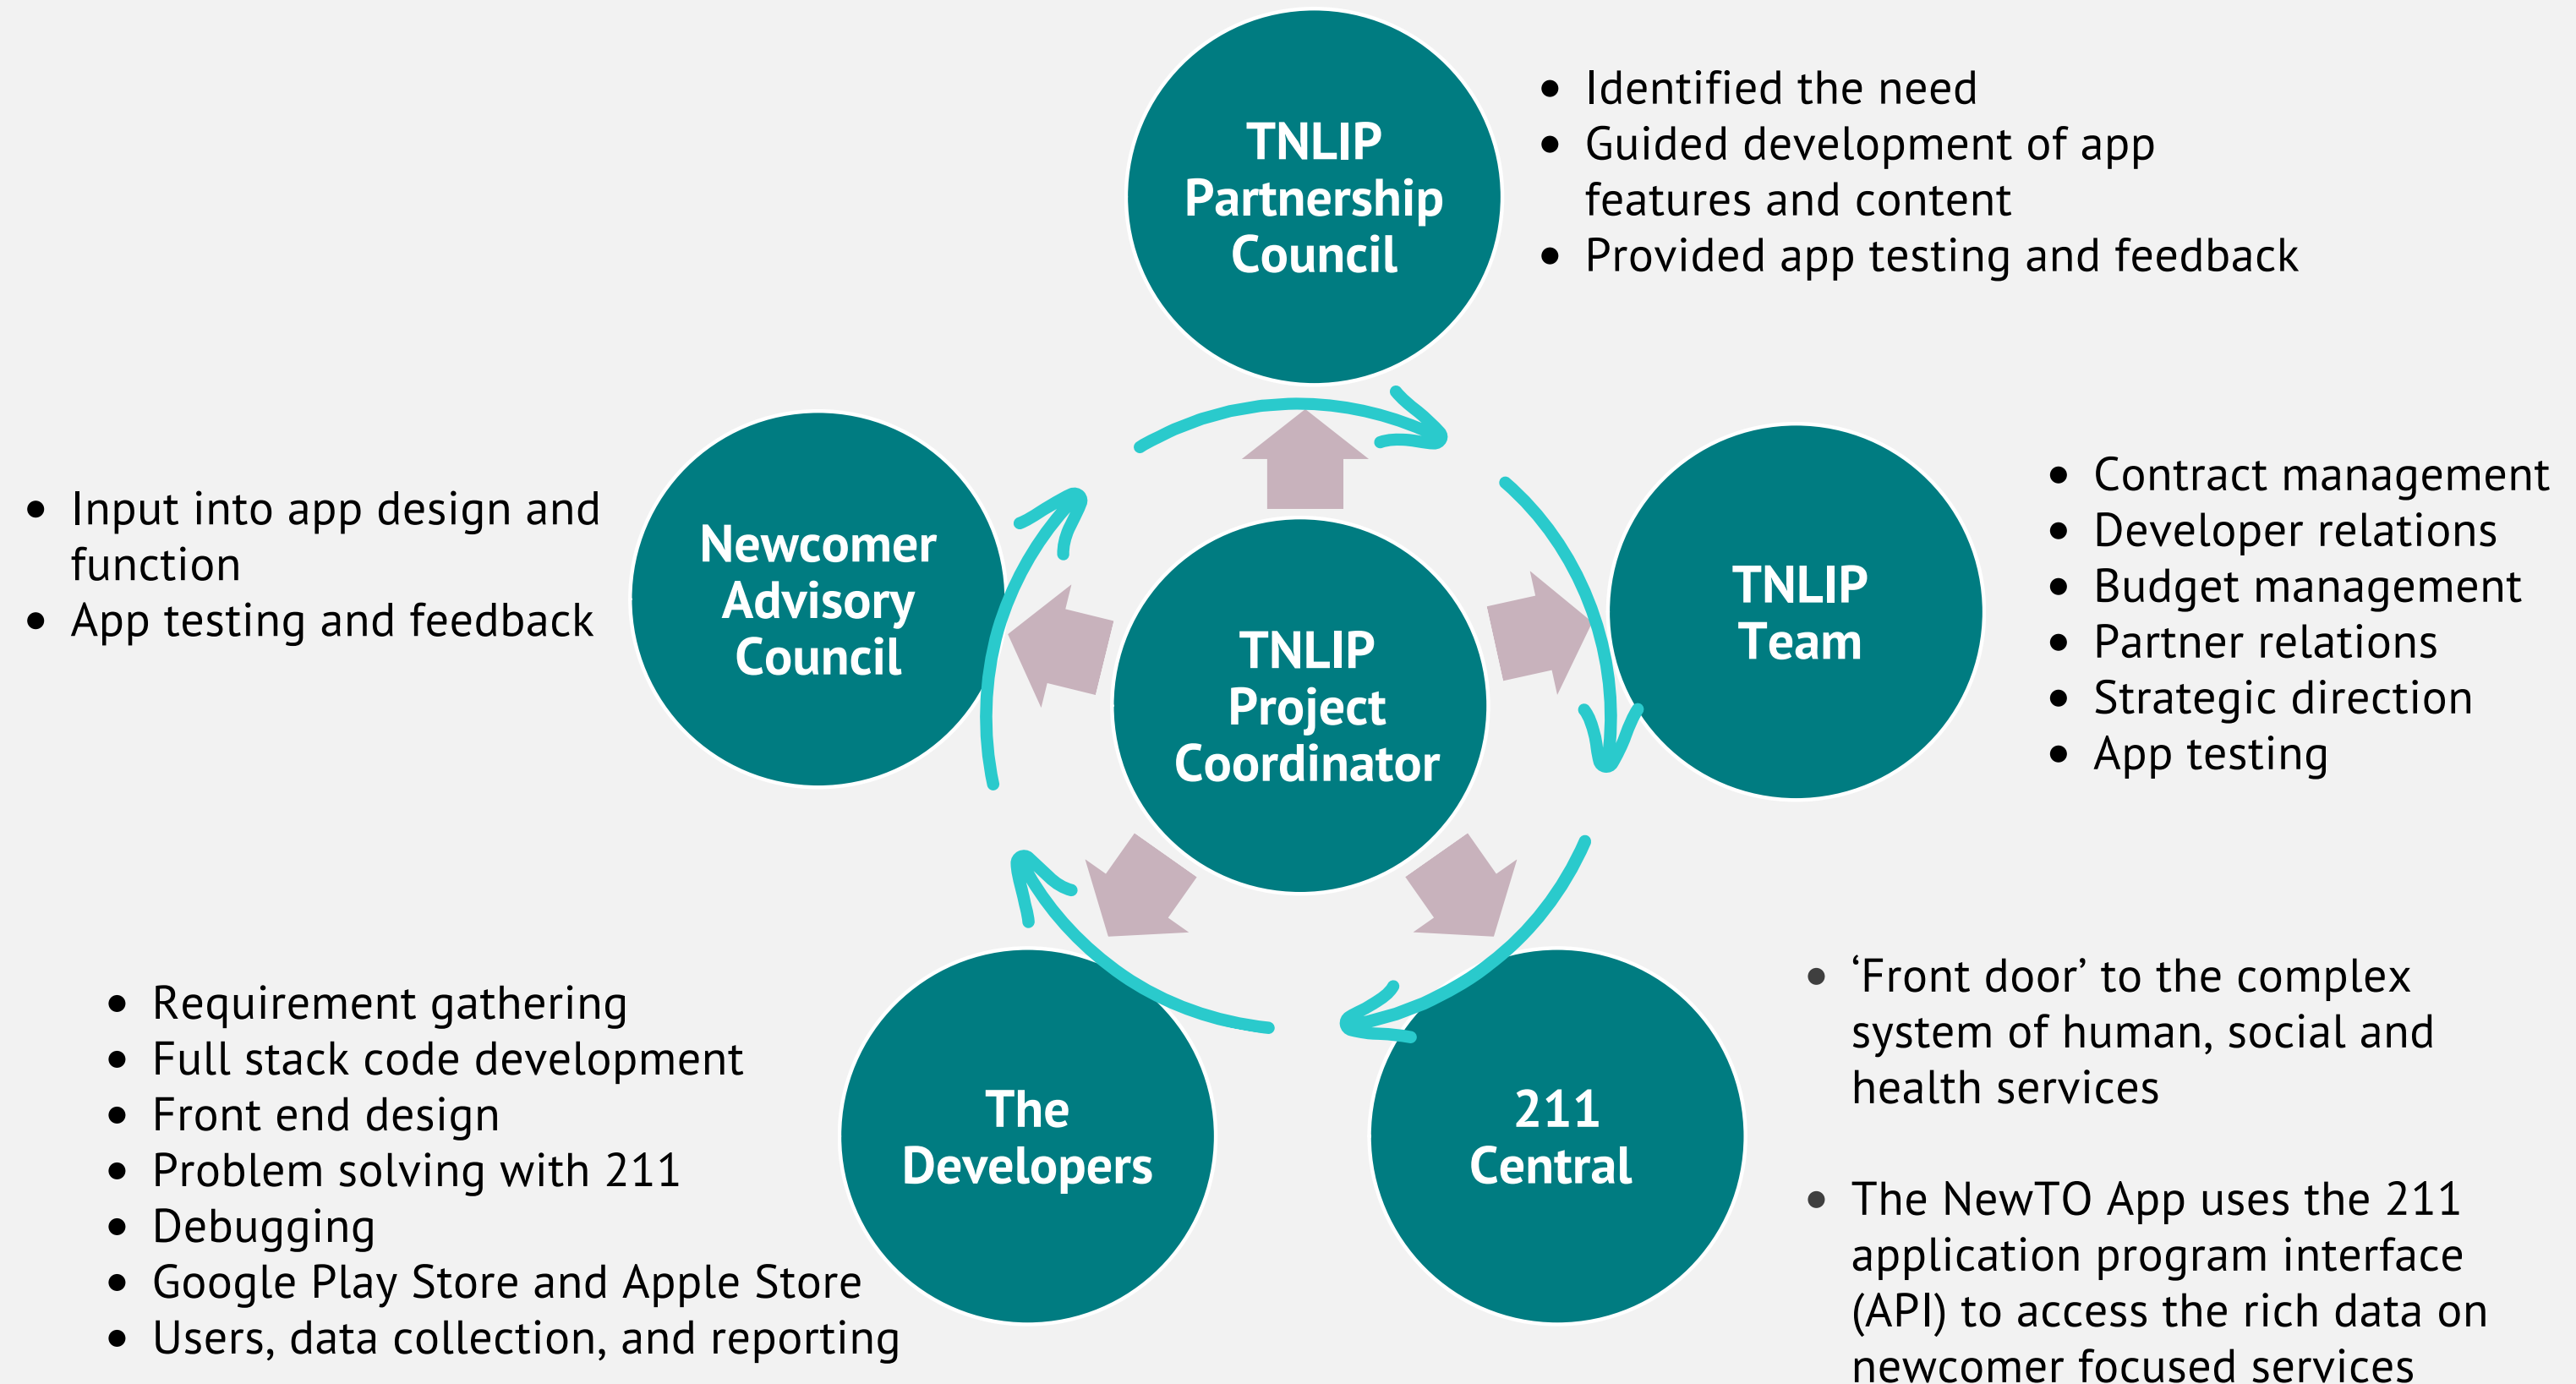 TNLIP
Partnership
Council
• Identified the need
• Guided development of app
features and content
• Provided app testing and feedback
• Input into app design and
function
• App testing and feedback
Newcomer
Advisory
Council
TNLIP
Project
Coordinator
TNLIP
Team
• Contract management
• Developer relations
• Budget management
• Partner relations
• Strategic direction
• App testing
• Requirement gathering
• Full stack code development
• Front end design
• Problem solving with 211
• Debugging
• Google Play Store and Apple Store
• Users, data collection, and reporting
The
Developers
211
Central
• ‘Front door’ to the complex
system of human, social and
health services
• The NewTO App uses the 211
application program interface
(API) to access the rich data on
newcomer focused services